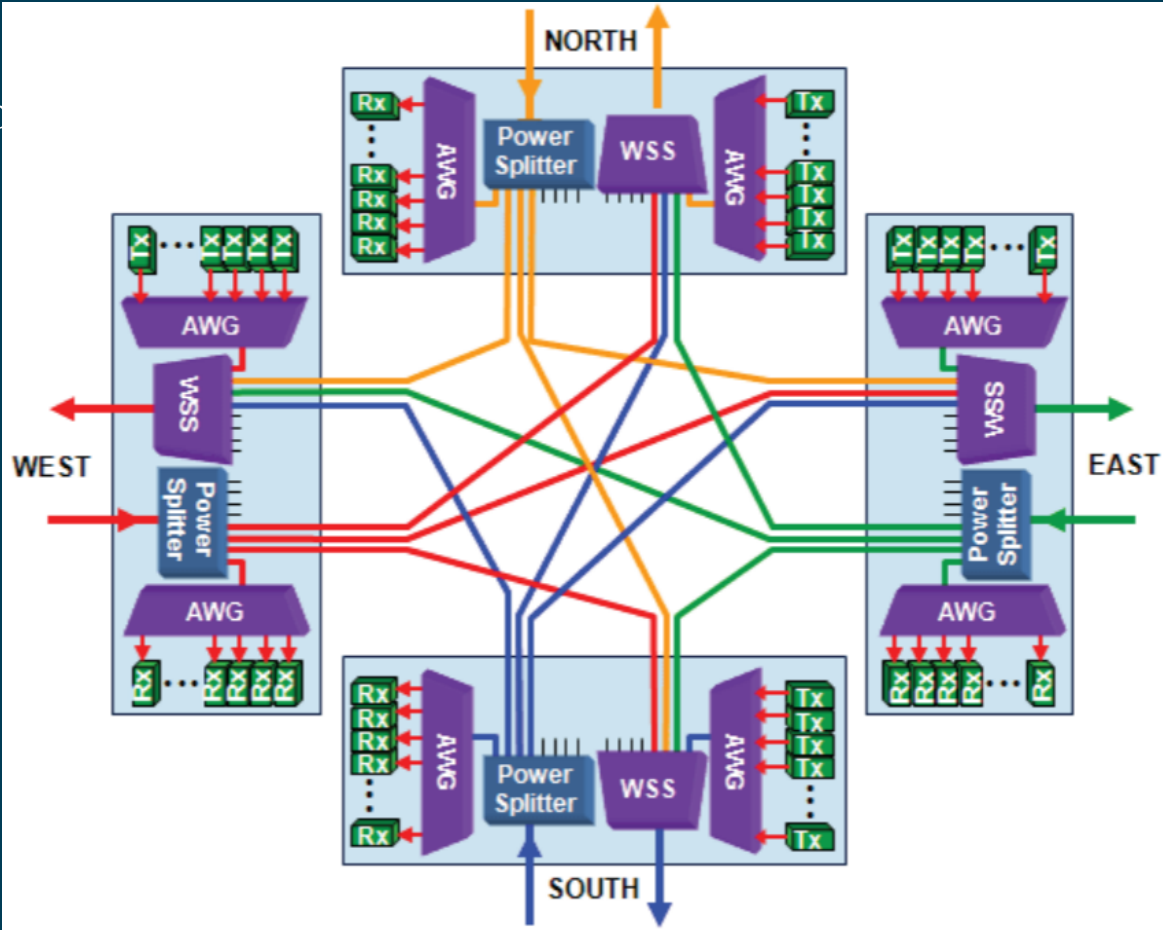 NORTH
Rx
Rx
Rx
Rx
Rx
AWG
Power
Splitter
WSS
AWG
Tx
Tx
Tx
Tx
Tx
Tx
Tx
Tx
Tx
Tx
AWG
WSS
WEST
Power
Splitter
AWG
Rx
Rx
Rx
Rx
Rx
Tx
Tx
Tx
Tx
Tx
AWG
WSS
EAST
Power
Splitter
AWG
Rx
Rx
Rx
Rx
Rx
Rx
Rx
Rx
Rx
Rx
AWG
Power
Splitter
WSS
AWG
Tx
Tx
Tx
Tx
Tx
SOUTH